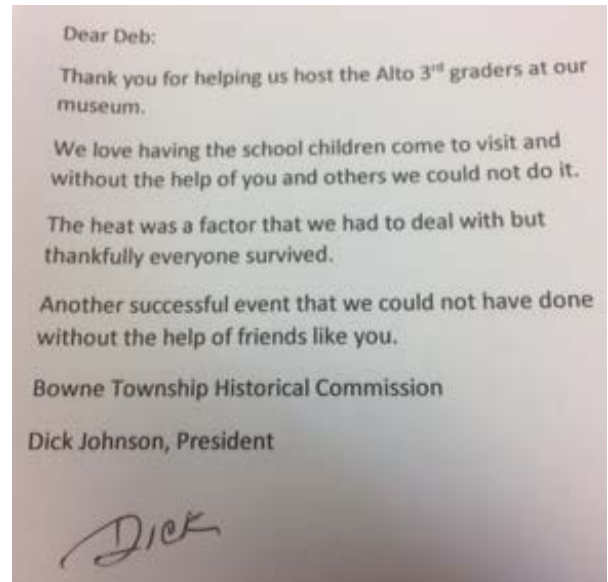 Dear Deb:
Thank you for helping us host the Alto 3rd graders at our
museum.
We love having the school children come to visit and
without the help of you and others we could not do it.
The heat was a factor that we had to deal with but
thankfully everyone survived.
Another successful event that we could not have done
without the help of friends like you.
Bowne Township Historical Commission
Dick Johnson, President
Dick